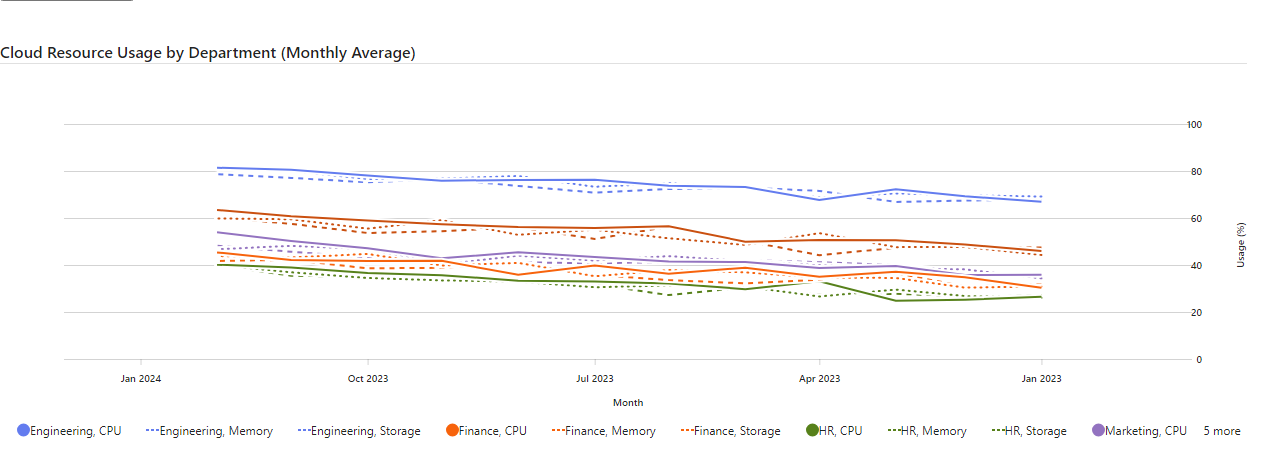 Cloud Resource Usage by Department (Monthly Average)
100
80
60
40
20
0
Usage (%)
Jan 2024 Oct 2023 Jul 2023 Apr 2023 Jan 2023
Month
Engineering, CPU Engineering, Memory Engineering, Storage Finance, CPU Finance, Memory Finance, Storage HR, CPU HR, Memory HR, Storage Marketing, CPU 5 more